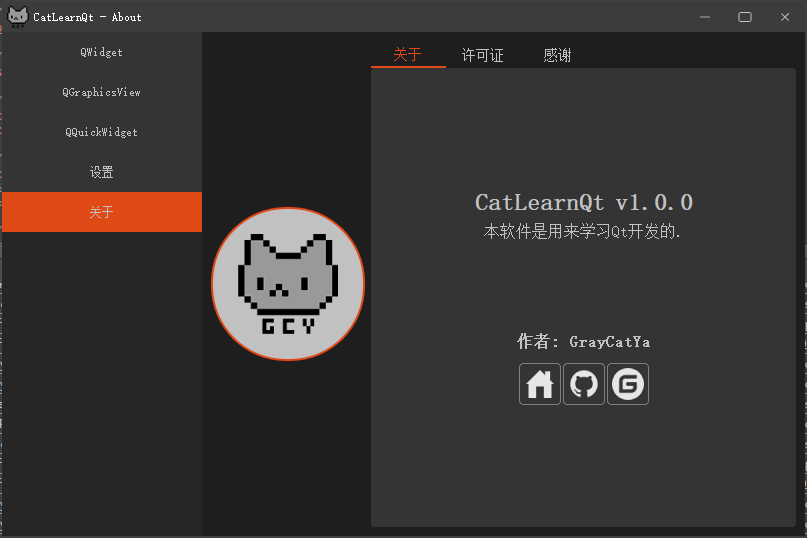 CatLearnQt - About
QWidget
QGraphicsView
QQuickWidget
设置
关于
GCY
关于 许可证 感谢
CatLearnQt v1.0.0
本软件是用来学习Qt开发的.
作者: GrayCatYa